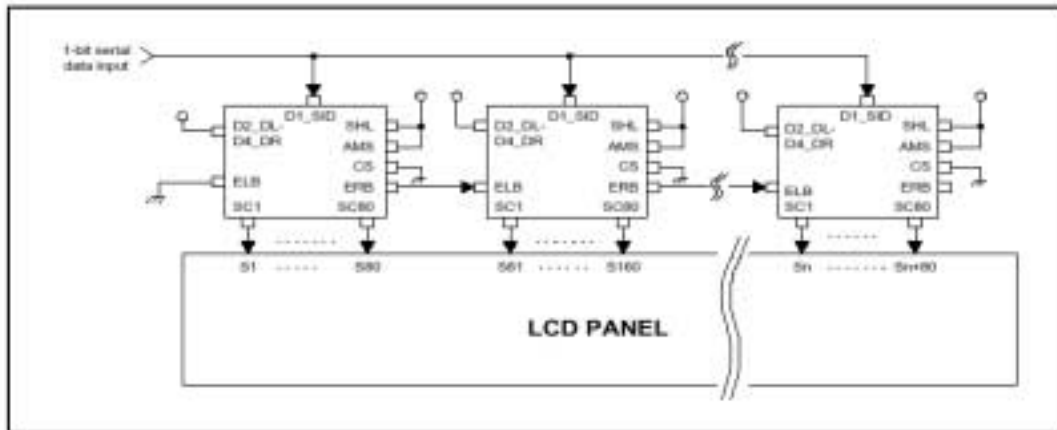 1-bit serial
data input
D1_SID
D2_DL-
D4_DR
SHL
AMS
CS
ELB
ERB
SC1
SC80
D1_SID
D2_DL-
D4_DR
SHL
AMS
CS
ELB
ERB
SC1
SC80
D1_SID
D2_DL-
D4_DR
SHL
AMS
CS
ELB
ERB
SC1
SC80
S1 ...... S80
S81 ...... S160
Sn ........ Sn+80
LCD PANEL